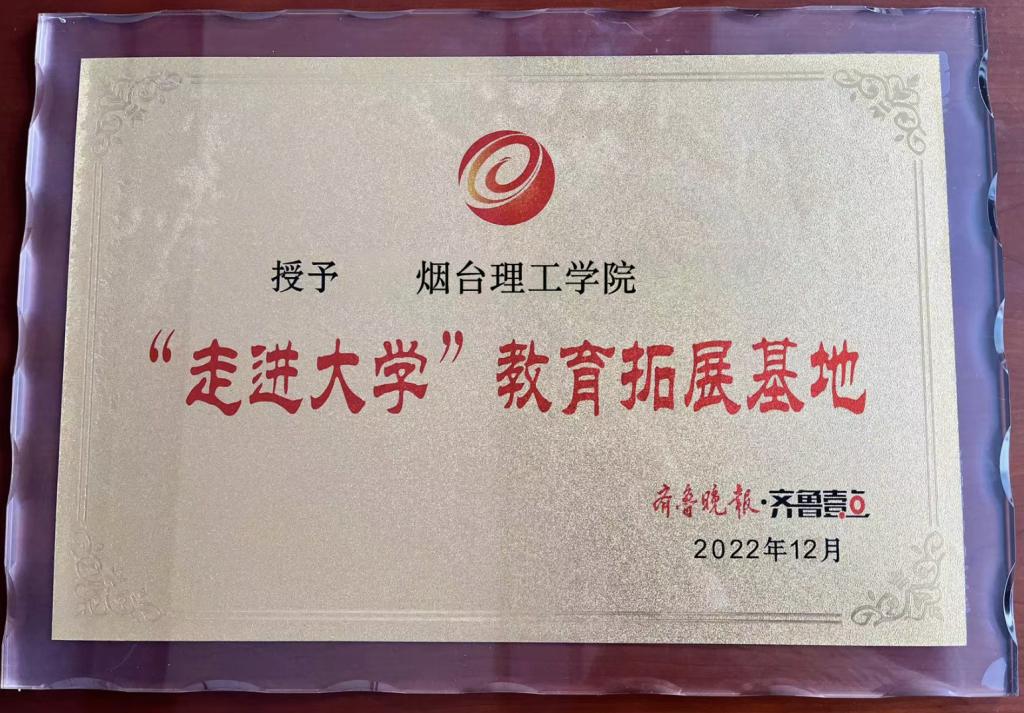 授予 烟台理工学院
“走进大学”教育拓展基地
齐鲁晚报·齐鲁壹点
2022年12月